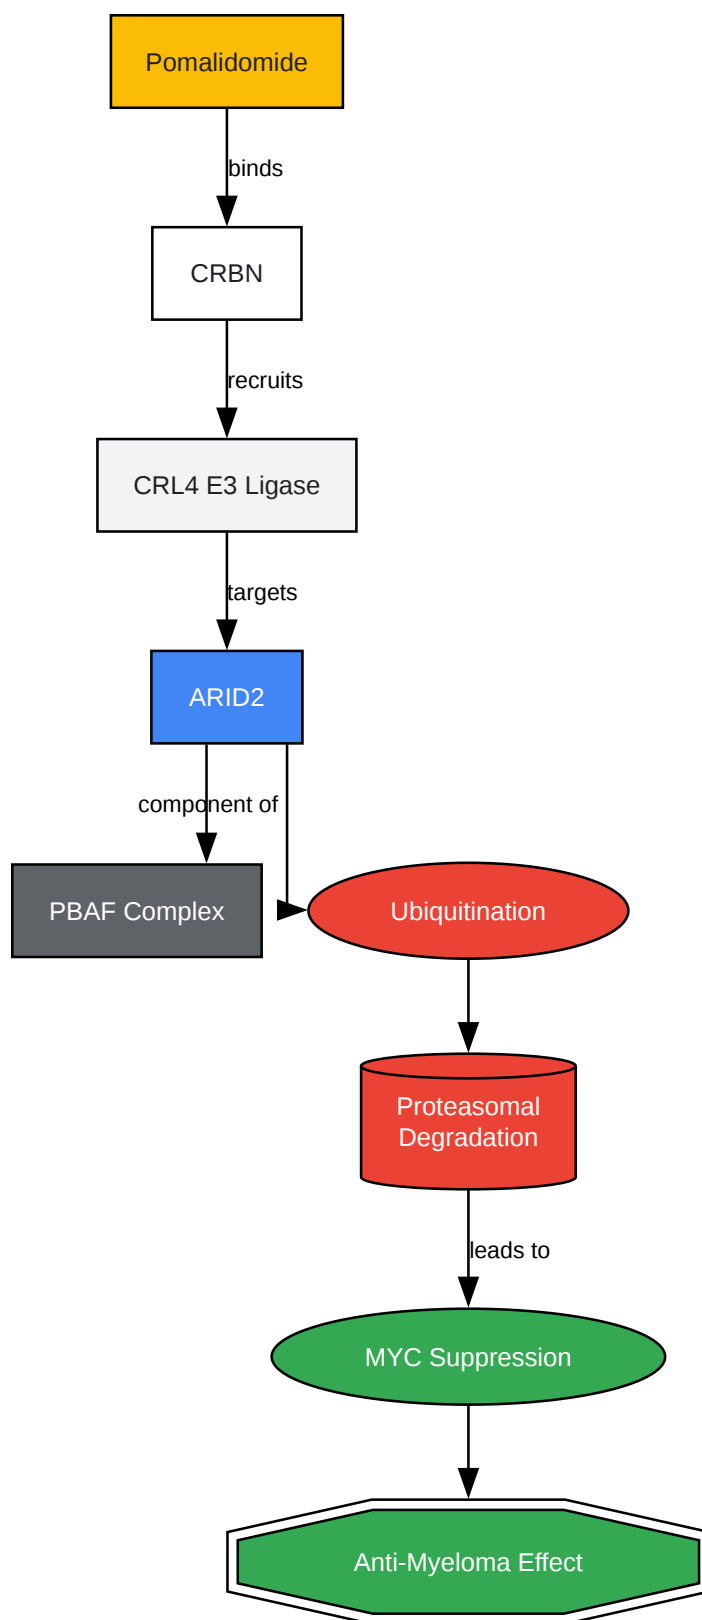 Pomalidomide
binds
CRBN
recruits
CRL4 E3 Ligase
targets
ARID2
component of
PBAF Complex
Ubiquitination
Proteasomal
Degradation
leads to
MYC Suppression
Anti-Myeloma Effect